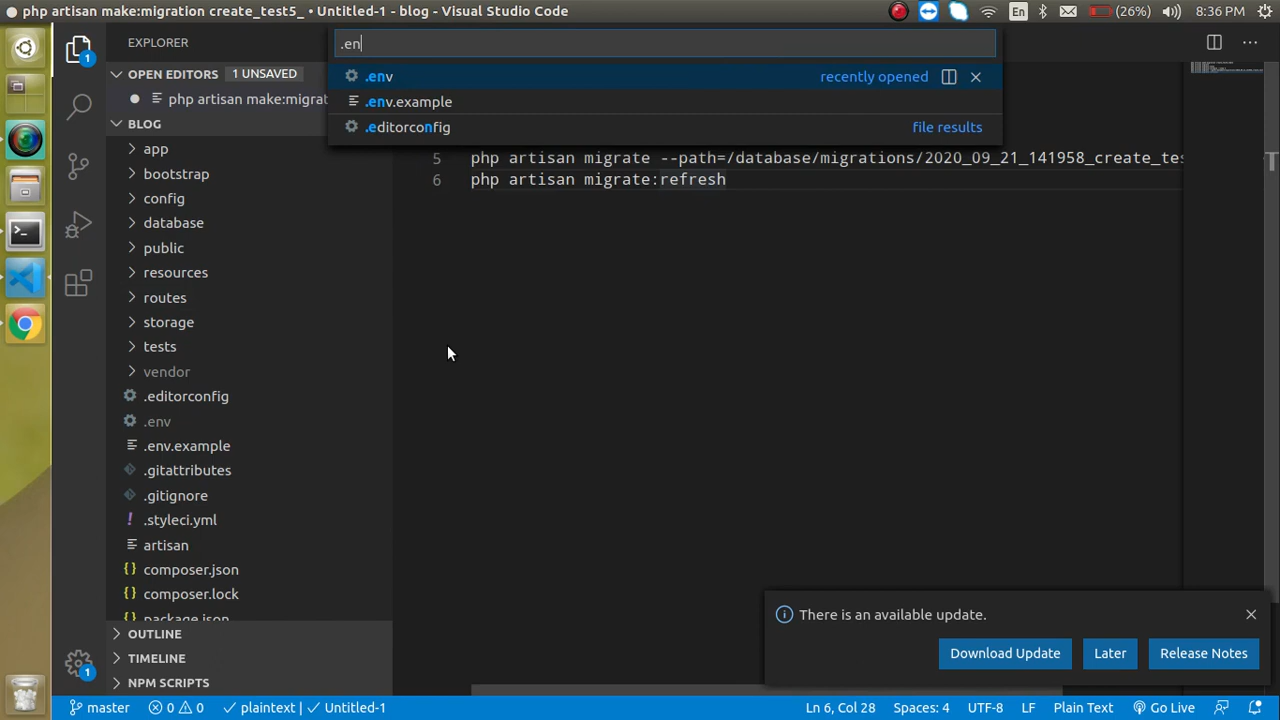 php artisan make:migration create_test5_ • Untitled-1 - blog - Visual Studio Code
En
(26%)
8:36 PM
1
EXPLORER
OPEN EDITORS 1 UNSAVED
php artisan make:migrat
BLOG
app
bootstrap
config
database
public
resources
routes
storage
tests
vendor
.editorconfig
.env
.env.example
.gitattributes
.gitignore
.styleci.yml
artisan
composer.json
composer.lock
package.json
OUTLINE
TIMELINE
NPM SCRIPTS
1
.en
.env recently opened
.env.example
.editorconfig file results
5 php artisan migrate --path=/database/migrations/2020_09_21_141958_create_tes
6 php artisan migrate:refresh
There is an available update.
Download Update Later Release Notes
master 0 0 plaintext | Untitled-1 Ln 6, Col 28 Spaces: 4 UTF-8 LF Plain Text Go Live